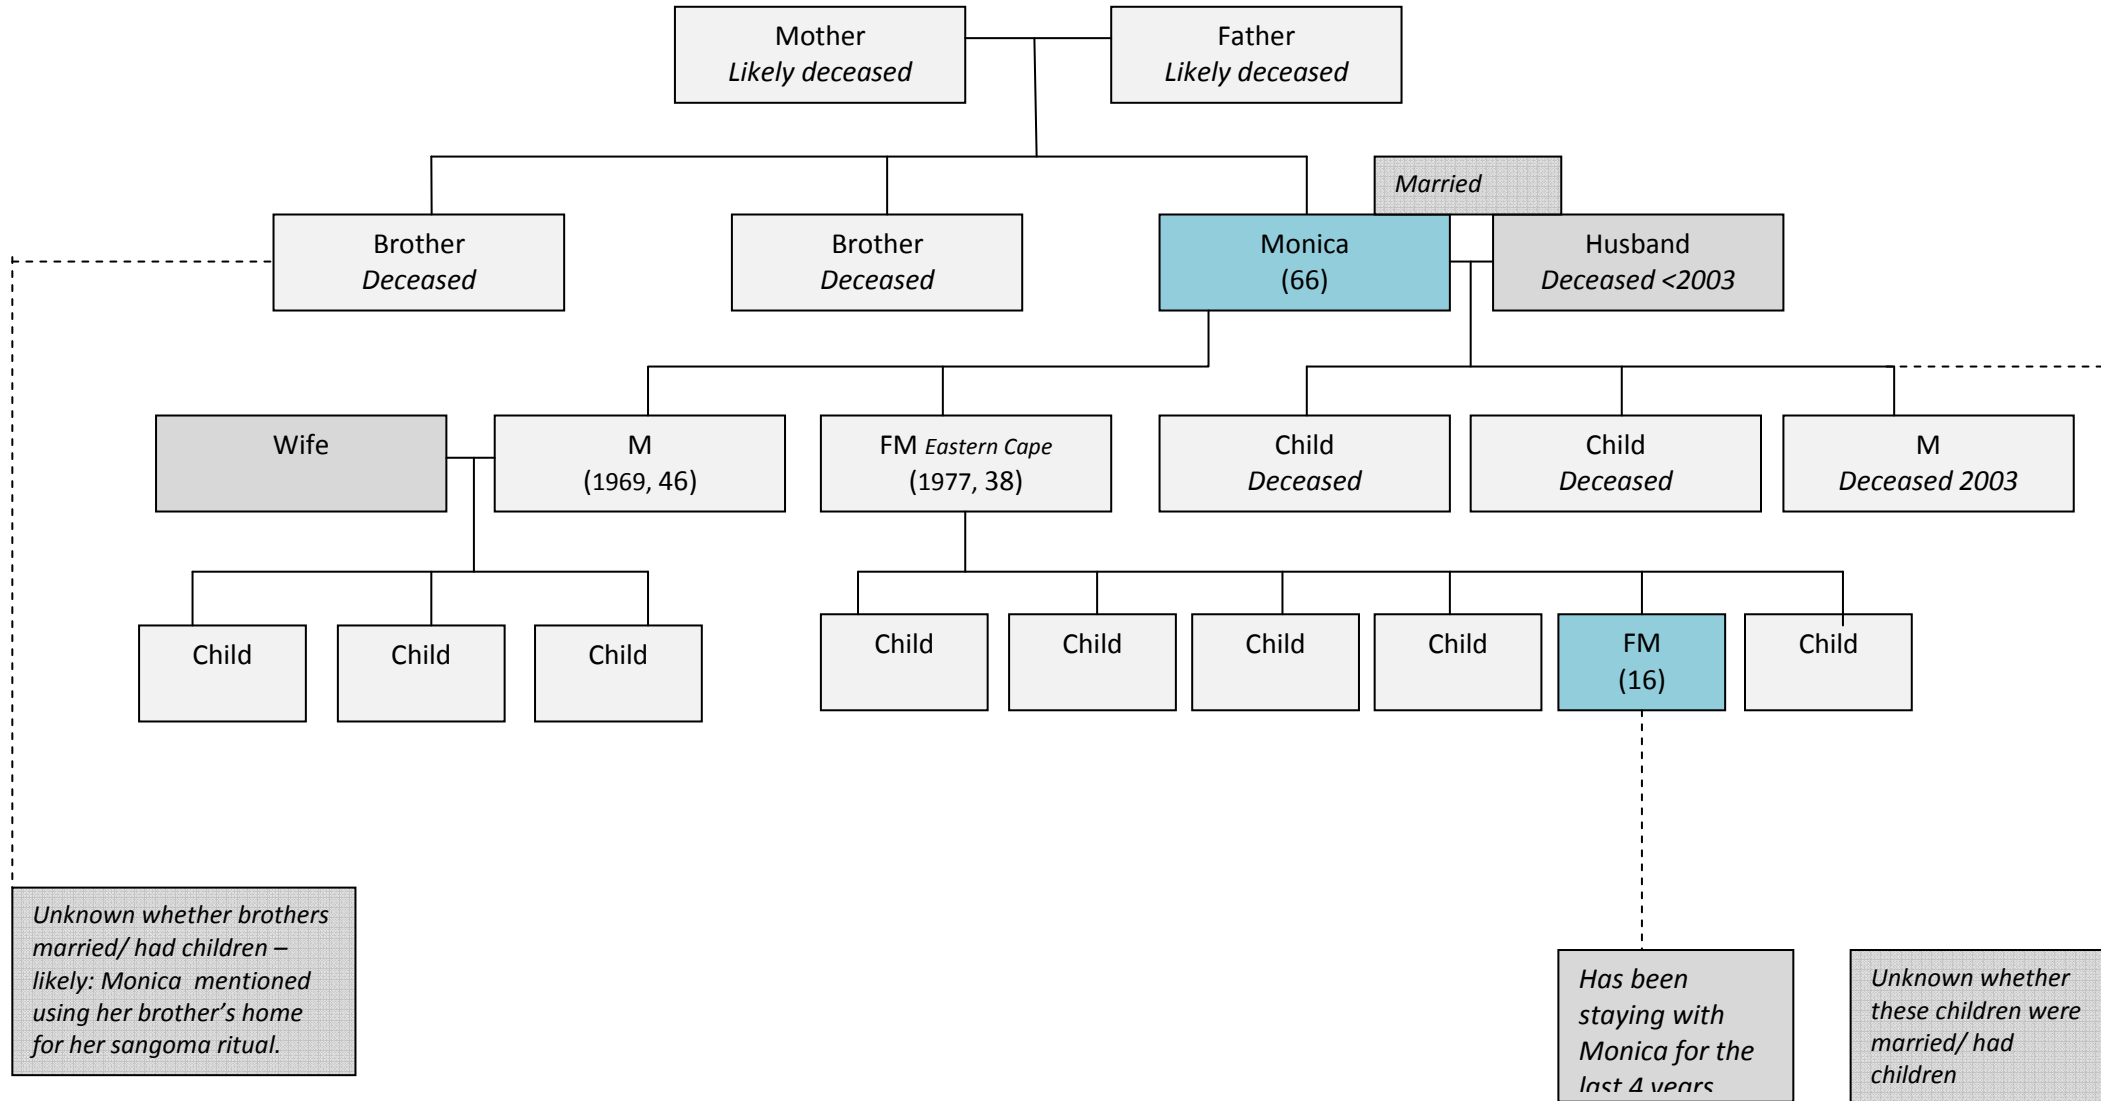 Mother
Likely deceased
Father
Likely deceased
Married
Brother
Deceased
Brother
Deceased
Monica
(66)
Husband
Deceased <2003
Wife
M
(1969, 46)
FM Eastern Cape
(1977, 38)
Child
Deceased
Child
Deceased
M
Deceased 2003
Child
Child
Child
Child
Child
Child
Child
FM
(16)
Child
Unknown whether brothers
married/ had children –
likely: Monica mentioned
using her brother’s home
for her sangoma ritual.
Has been
staying with
Monica for the
last 4 years
Unknown whether
these children were
married/ had
children